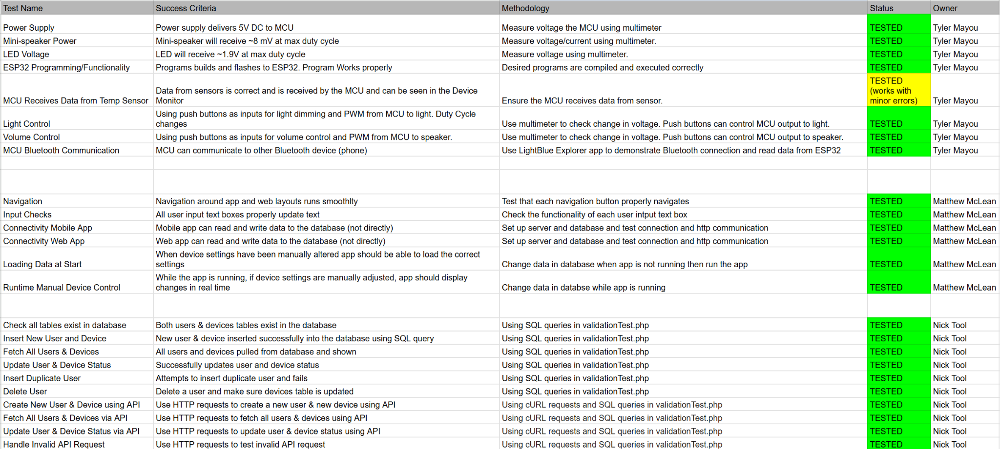 Test Name Success Criteria Methodology Status Owner
Power Supply Power supply delivers 5V DC to MCU Measure voltage the MCU using multimeter TESTED Tyler Mayou
Mini-speaker Power Mini-speaker will receive ~8 mV at max duty cycle Measure voltage/current using multimeter. TESTED Tyler Mayou
LED Voltage LED will receive ~1.9V at max duty cycle Measure voltage using multimeter. TESTED Tyler Mayou
ESP32 Programming/Functionality Programs builds and flashes to ESP32. Program Works properly Desired programs are compiled and executed correctly TESTED Tyler Mayou
TESTED
Data from sensors is correct and is received by the MCU and can be seen in the Device (works with
MCU Receives Data from Temp Sensor Monitor Ensure the MCU receives data from sensor. minor errors) Tyler Mayou
Using push buttons as inputs for light dimming and PWM from MCU to light. Duty Cycle
Light Control changes Use multimeter to check change in voltage. Push buttons can control MCU output to light. TESTED Tyler Mayou
Volume Control Using push buttons as inputs for volume control and PWM from MCU to speaker. Use multimeter to check change in voltage. Push buttons can control MCU output to speaker. TESTED Tyler Mayou
MCU Bluetooth Communication MCU can communicate to other Bluetooth device (phone) Use LightBlue Explorer app to demonstrate Bluetooth connection and read data from ESP32 TESTED Tyler Mayou
Navigation Navigation around app and web layouts runs smoothlty Test that each navigation button properly navigates TESTED Matthew McLean
Input Checks All user input text boxes properly update text Check the functionality of each user intput text box TESTED Matthew McLean
Connectivity Mobile App Mobile app can read and write data to the database (not directly) Set up server and database and test connection and http communication TESTED Matthew McLean
Connectivity Web App Web app can read and write data to the database (not directly) Set up server and database and test connection and http communication TESTED Matthew McLean
When device settings have been manually altered app should be able to load the correct
Loading Data at Start settings Change data in database when app is not running then run the app TESTED Matthew McLean
While the app is running, if device settings are manually adjusted, app should display
Runtime Manual Device Control changes in real time Change data in databse while app is running TESTED Matthew McLean
Check all tables exist in database Both users & devices tables exist in the database Using SQL queries in validationTest.php TESTED Nick Tool
Insert New User and Device New user & device inserted successfully into the database using SQL query Using SQL queries in validationTest.php TESTED Nick Tool
Fetch All Users & Devices All users and devices pulled from database and shown Using SQL queries in validationTest.php TESTED Nick Tool
Update User & Device Status Successfully updates user and device status Using SQL queries in validationTest.php TESTED Nick Tool
Insert Duplicate User Attempts to insert duplicate user and fails Using SQL queries in validationTest.php TESTED Nick Tool
Delete User Delete a user and make sure devices table is updated Using SQL queries in validationTest.php TESTED Nick Tool
Create New User & Device using API Use HTTP requests to create a new user & new device using API Using cURL requests and SQL queries in validationTest.php TESTED Nick Tool
Fetch All Users & Devices via API Use HTTP requests to fetch all users & devices using API Using cURL requests and SQL queries in validationTest.php TESTED Nick Tool
Update User & Device Status via API Use HTTP requests to update user & device status using API Using cURL requests and SQL queries in validationTest.php TESTED Nick Tool
Handle Invalid API Request Use HTTP requests to test invalid API request Using cURL requests and SQL queries in validationTest.php TESTED Nick Tool